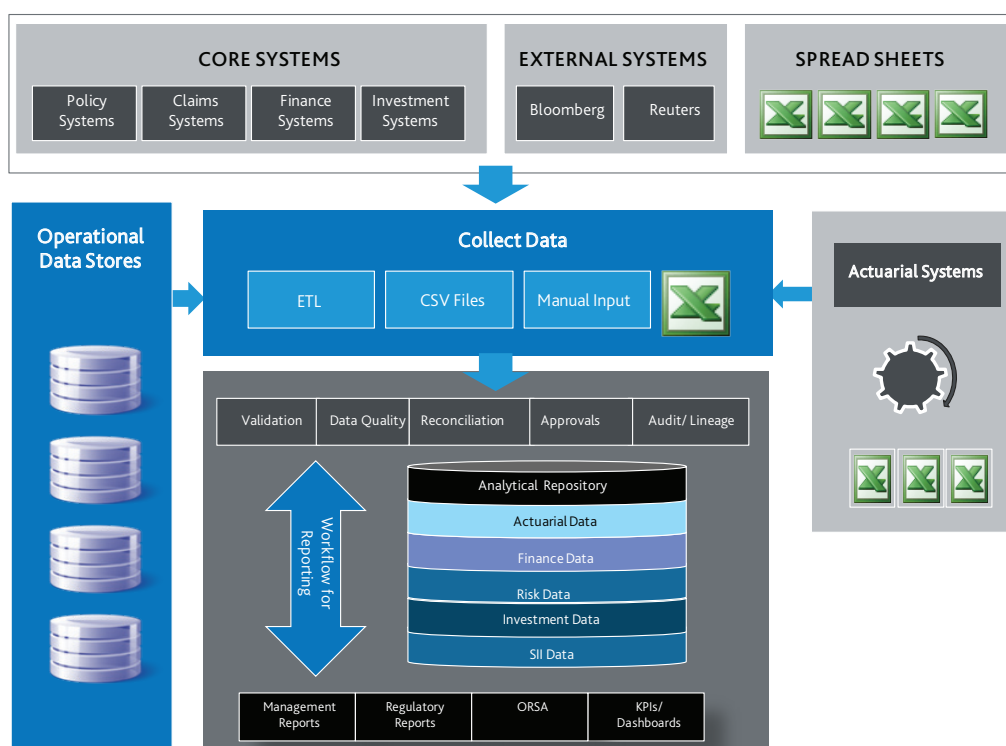 CORE SYSTEMS
Policy
Systems
Claims
Systems
Finance
Systems
Investment
Systems
EXTERNAL SYSTEMS
Bloomberg
Reuters
SPREAD SHEETS
Operational
Data Stores
Collect Data
ETL
CSV Files
Manual Input
Actuarial Systems
Validation
Data Quality
Reconciliation
Approvals
Audit/ Lineage
Workflow for
Reporting
Analytical Repository
Actuarial Data
Finance Data
Risk Data
Investment Data
SII Data
Management
Reports
Regulatory
Reports
ORSA
KPIs/
Dashboards